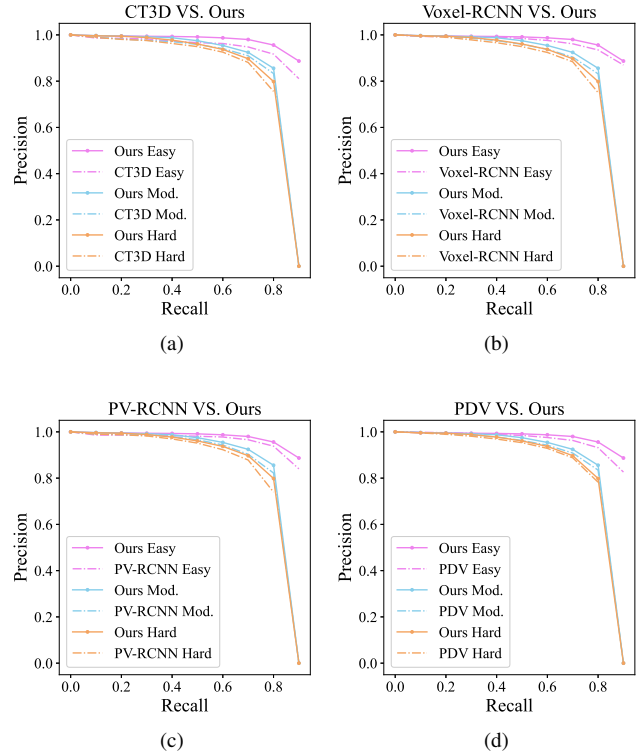 CT3D VS. Ours
1.0
0.8
0.6
0.4
0.2
0.0
Precision
Ours Easy
CT3D Easy
Ours Mod.
CT3D Mod.
Ours Hard
CT3D Hard
0.0 0.2 0.4 0.6 0.8
Recall
(a)
Voxel-RCNN VS. Ours
1.0
0.8
0.6
0.4
0.2
0.0
Precision
Ours Easy
Voxel-RCNN Easy
Ours Mod.
Voxel-RCNN Mod.
Ours Hard
Voxel-RCNN Hard
0.0 0.2 0.4 0.6 0.8
Recall
(b)
PV-RCNN VS. Ours
1.0
0.8
0.6
0.4
0.2
0.0
Precision
Ours Easy
PV-RCNN Easy
Ours Mod.
PV-RCNN Mod.
Ours Hard
PV-RCNN Hard
0.0 0.2 0.4 0.6 0.8
Recall
(c)
PDV VS. Ours
1.0
0.8
0.6
0.4
0.2
0.0
Precision
Ours Easy
PDV Easy
Ours Mod.
PDV Mod.
Ours Hard
PDV Hard
0.0 0.2 0.4 0.6 0.8
Recall
(d)